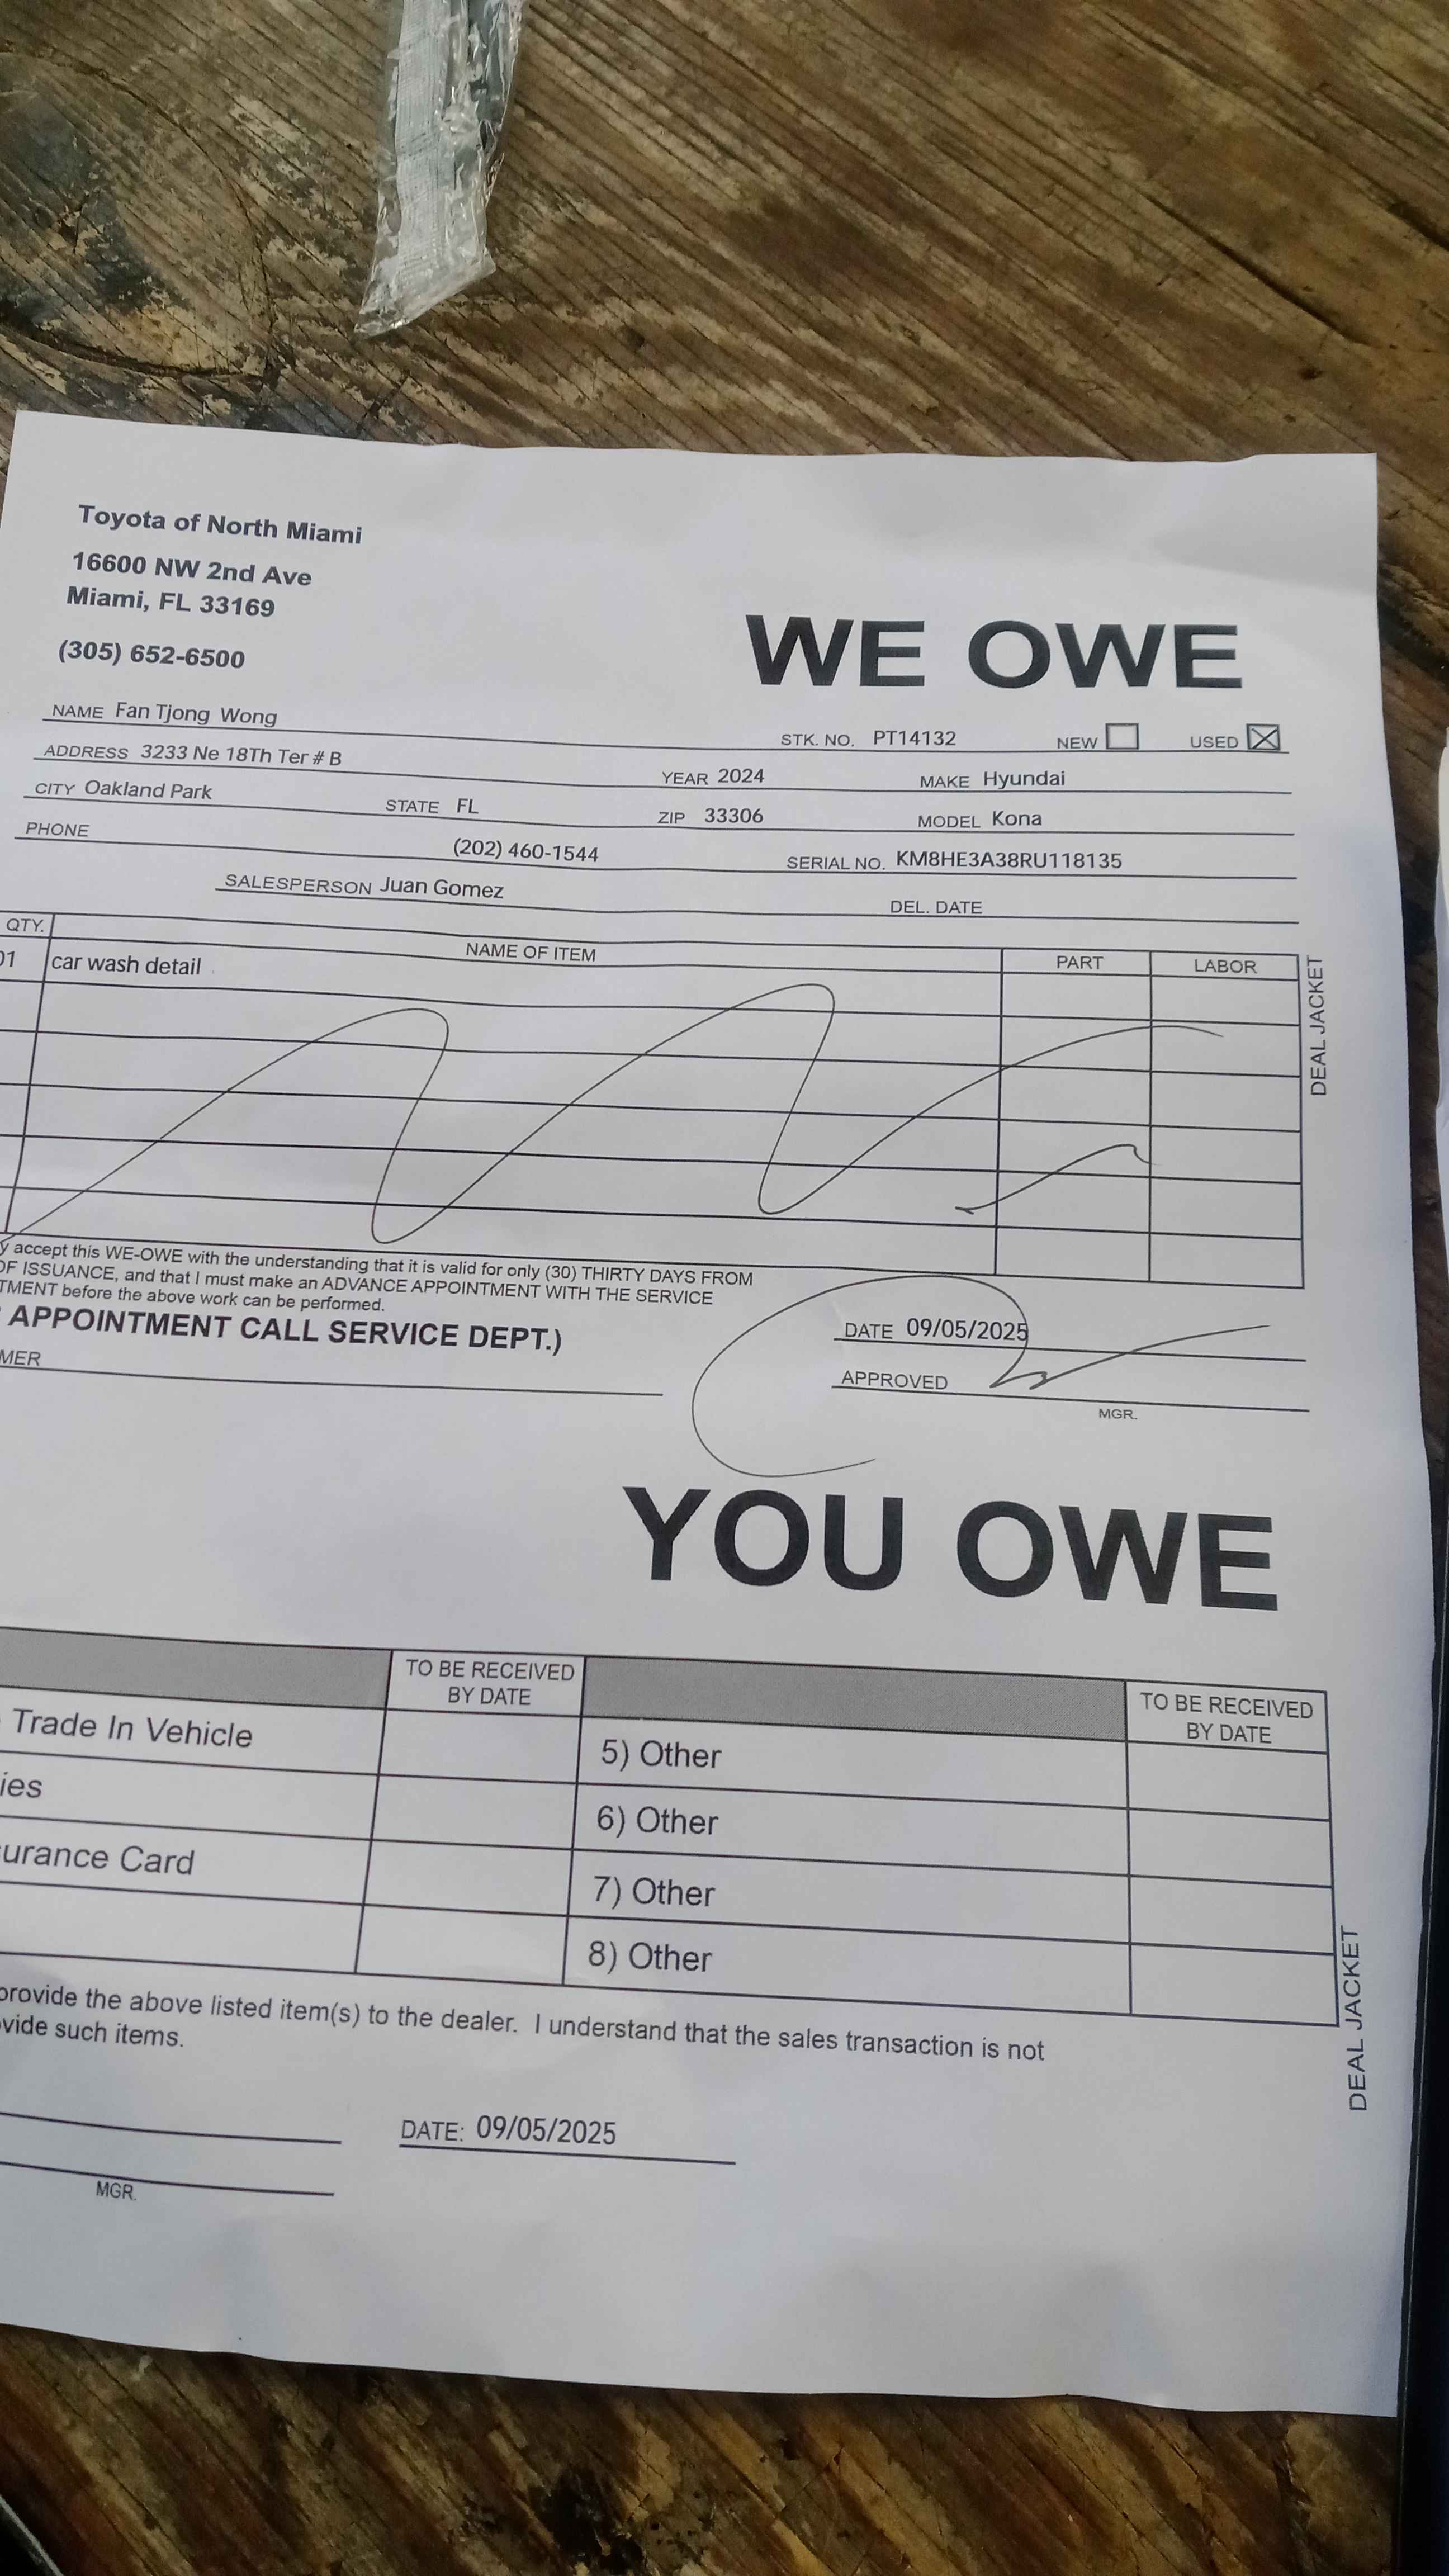 Toyota of North Miami
16600 NW 2nd Ave
Miami, FL 33169
(305) 652-6500
WE OWE
NAME Fan Tjong Wong
STK. NO. PT14132 NEW USED
ADDRESS 3233 Ne 18Th Ter # B
YEAR 2024 MAKE Hyundai
CITY Oakland Park STATE FL ZIP 33306 MODEL Kona
PHONE (202) 460-1544 SERIAL NO. KM8HE3A38RU118135
SALESPERSON Juan Gomez DEL. DATE
QTY. NAME OF ITEM PART LABOR
01 car wash detail
DEAL JACKET
y accept this WE-OWE with the understanding that it is valid for only (30) THIRTY DAYS FROM
OF ISSUANCE, and that I must make an ADVANCE APPOINTMENT WITH THE SERVICE
TMENT before the above work can be performed.
APPOINTMENT CALL SERVICE DEPT.)
DATE 09/05/2025
MER
APPROVED
MGR.
YOU OWE
TO BE RECEIVED BY DATE TO BE RECEIVED BY DATE
Trade In Vehicle 5) Other
ies 6) Other
urance Card 7) Other
8) Other
DEAL JACKET
provide the above listed item(s) to the dealer. I understand that the sales transaction is not
vide such items.
DATE: 09/05/2025
MGR.